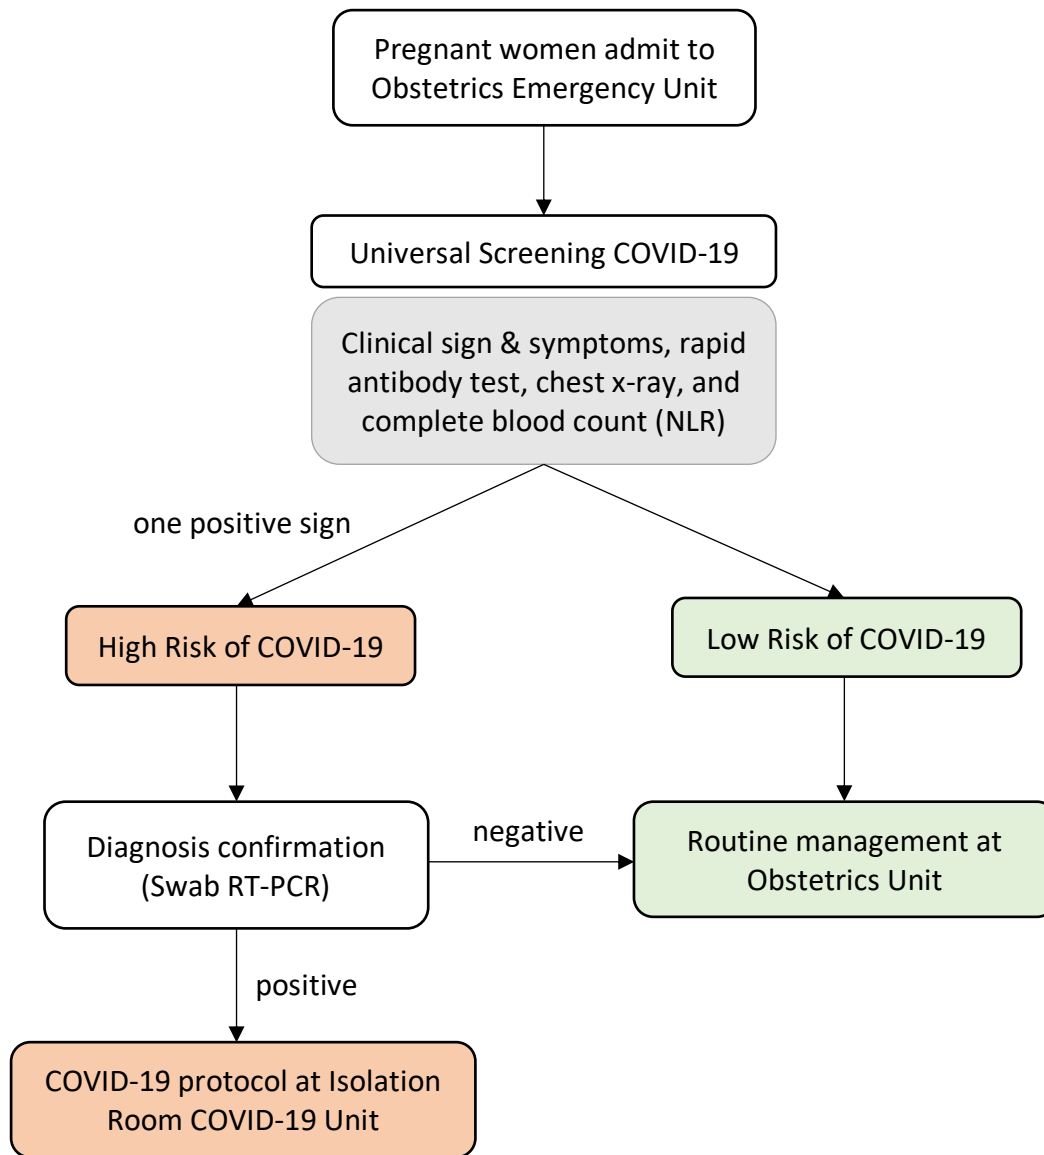 Pregnant women admit to
Obstetrics Emergency Unit
Universal Screening COVID-19
Clinical sign & symptoms, rapid
antibody test, chest x-ray, and
complete blood count (NLR)
one positive sign
High Risk of COVID-19
Low Risk of COVID-19
Diagnosis confirmation
(Swab RT-PCR)
negative
Routine management at
Obstetrics Unit
positive
COVID-19 protocol at Isolation
Room COVID-19 Unit